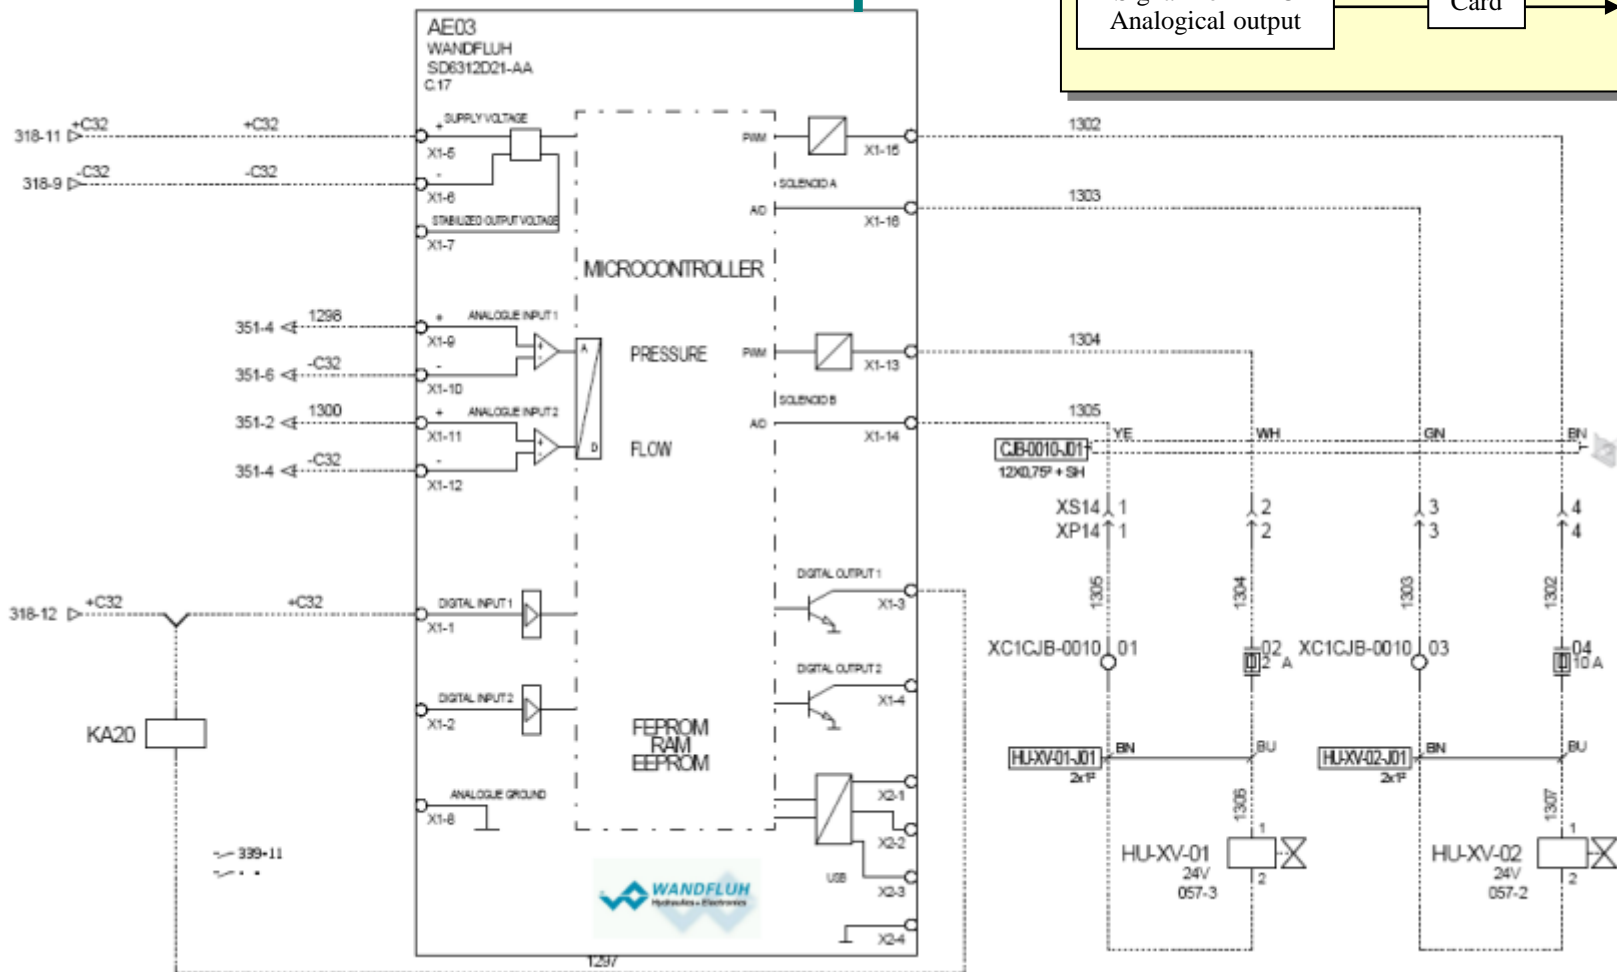 Analogical output
Card
AE03
WANDFLUH
SD6312D21-AA
C.17
318-11
+C32
+C32
+
SUPPLY VOLTAGE
X1-5
318-9
-C32
-C32
-
X1-6
STABILIZED OUTPUT VOLTAGE
X1-7
MICROCONTROLLER
351-4
1298
+
ANALOGUE INPUT 1
X1-9
351-6
-C32
-
X1-10
PRESSURE
A
351-2
1300
+
ANALOGUE INPUT 2
X1-11
351-4
-C32
-
X1-12
FLOW
D
318-12
+C32
+C32
DIGITAL INPUT 1
X1-1
DIGITAL INPUT 2
X1-2
KA20
FEPROM
RAM
EEPROM
ANALOGUE GROUND
X1-8
339-11
WANDFLUH
Hydraulics + Electronics
1297
PWM
X1-15
SOLENOID A
A/D
X1-16
PWM
X1-13
SOLENOID B
A/D
X1-14
DIGITAL OUTPUT 1
X1-3
DIGITAL OUTPUT 2
X1-4
X2-1
X2-2
USB
X2-3
X2-4
1302
1303
1304
1305
YE
WH
GN
BN
CJB-0010-J01
12X0,75² + SH
XS14
1
2
3
4
XP14
1
2
3
4
1305
1304
1303
1302
XC1CJB-0010
01
02
2 A
XC1CJB-0010
03
04
10 A
HU-XV-01-J01
BN
BU
2x1²
HU-XV-02-J01
BN
BU
2x1²
1306
1307
HU-XV-01
24V
057-3
1
2
HU-XV-02
24V
057-2
1
2